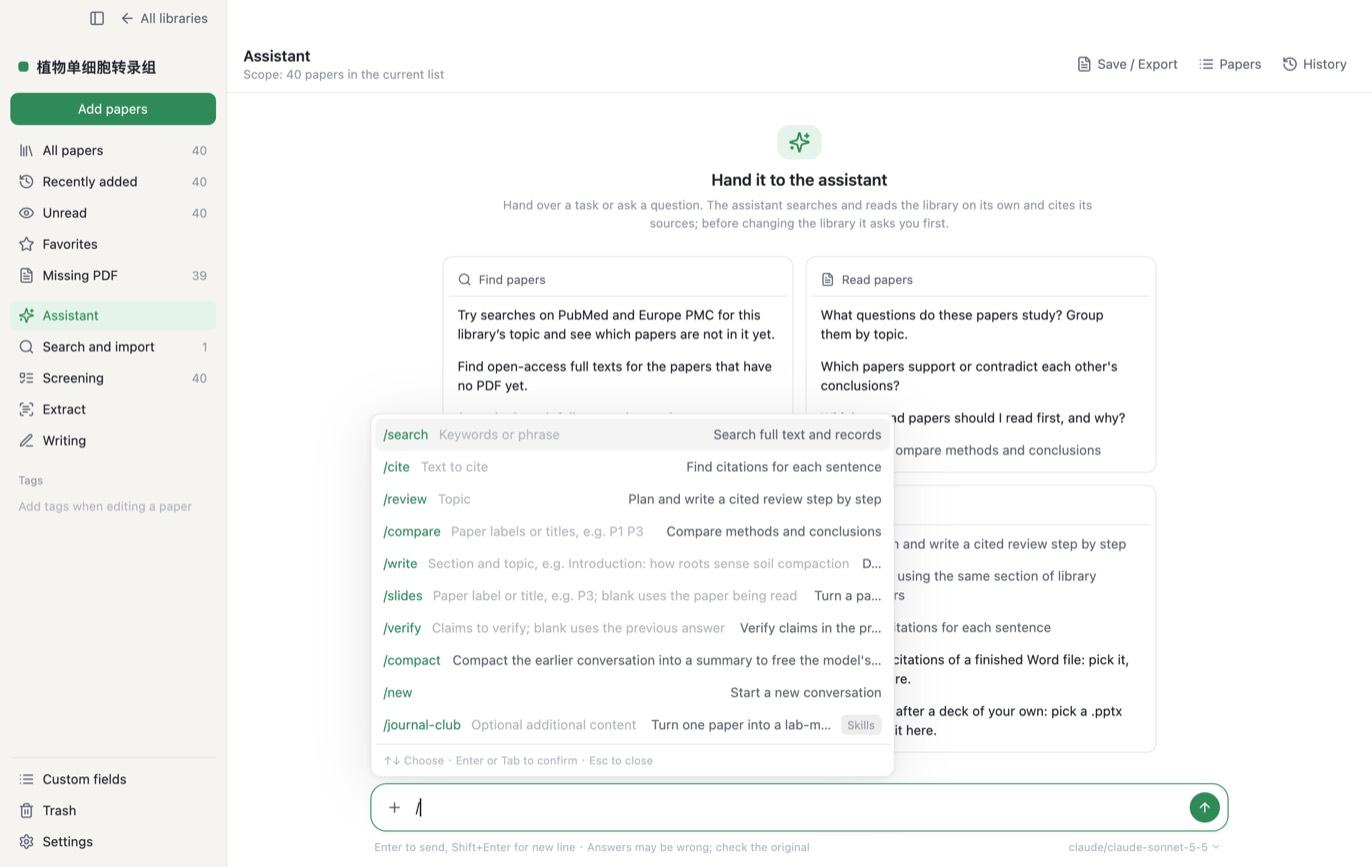 All libraries
植物单细胞转录组
Add papers
All papers 40
Recently added 40
Unread 40
Favorites
Missing PDF 39
Assistant
Search and import 1
Screening 40
Extract
Writing
Tags
Add tags when editing a paper
Custom fields
Trash
Settings
Assistant
Scope: 40 papers in the current list
Save / Export
Papers
History
Hand it to the assistant
Hand over a task or ask a question. The assistant searches and reads the library on its own and cites its
sources; before changing the library it asks you first.
Find papers
Try searches on PubMed and Europe PMC for this
library’s topic and see which papers are not in it yet.
Find open-access full texts for the papers that have
no PDF yet.
Read papers
What questions do these papers study? Group
them by topic.
Which papers support or contradict each other's
conclusions?
nd papers should I read first, and why?
ompare methods and conclusions
and write a cited review step by step
using the same section of library
rs
itations for each sentence
citations of a finished Word file: pick it,
re.
after a deck of your own: pick a .pptx
it here.
/search Keywords or phrase Search full text and records
/cite Text to cite Find citations for each sentence
/review Topic Plan and write a cited review step by step
/compare Paper labels or titles, e.g. P1 P3 Compare methods and conclusions
/write Section and topic, e.g. Introduction: how roots sense soil compaction D...
/slides Paper label or title, e.g. P3; blank uses the paper being read Turn a pa...
/verify Claims to verify; blank uses the previous answer Verify claims in the pr...
/compact Compact the earlier conversation into a summary to free the model's...
/new Start a new conversation
/journal-club Optional additional content Turn one paper into a lab-m... Skills
↑↓ Choose · Enter or Tab to confirm · Esc to close
/
Enter to send, Shift+Enter for new line · Answers may be wrong; check the original
claude/claude-sonnet-5-5